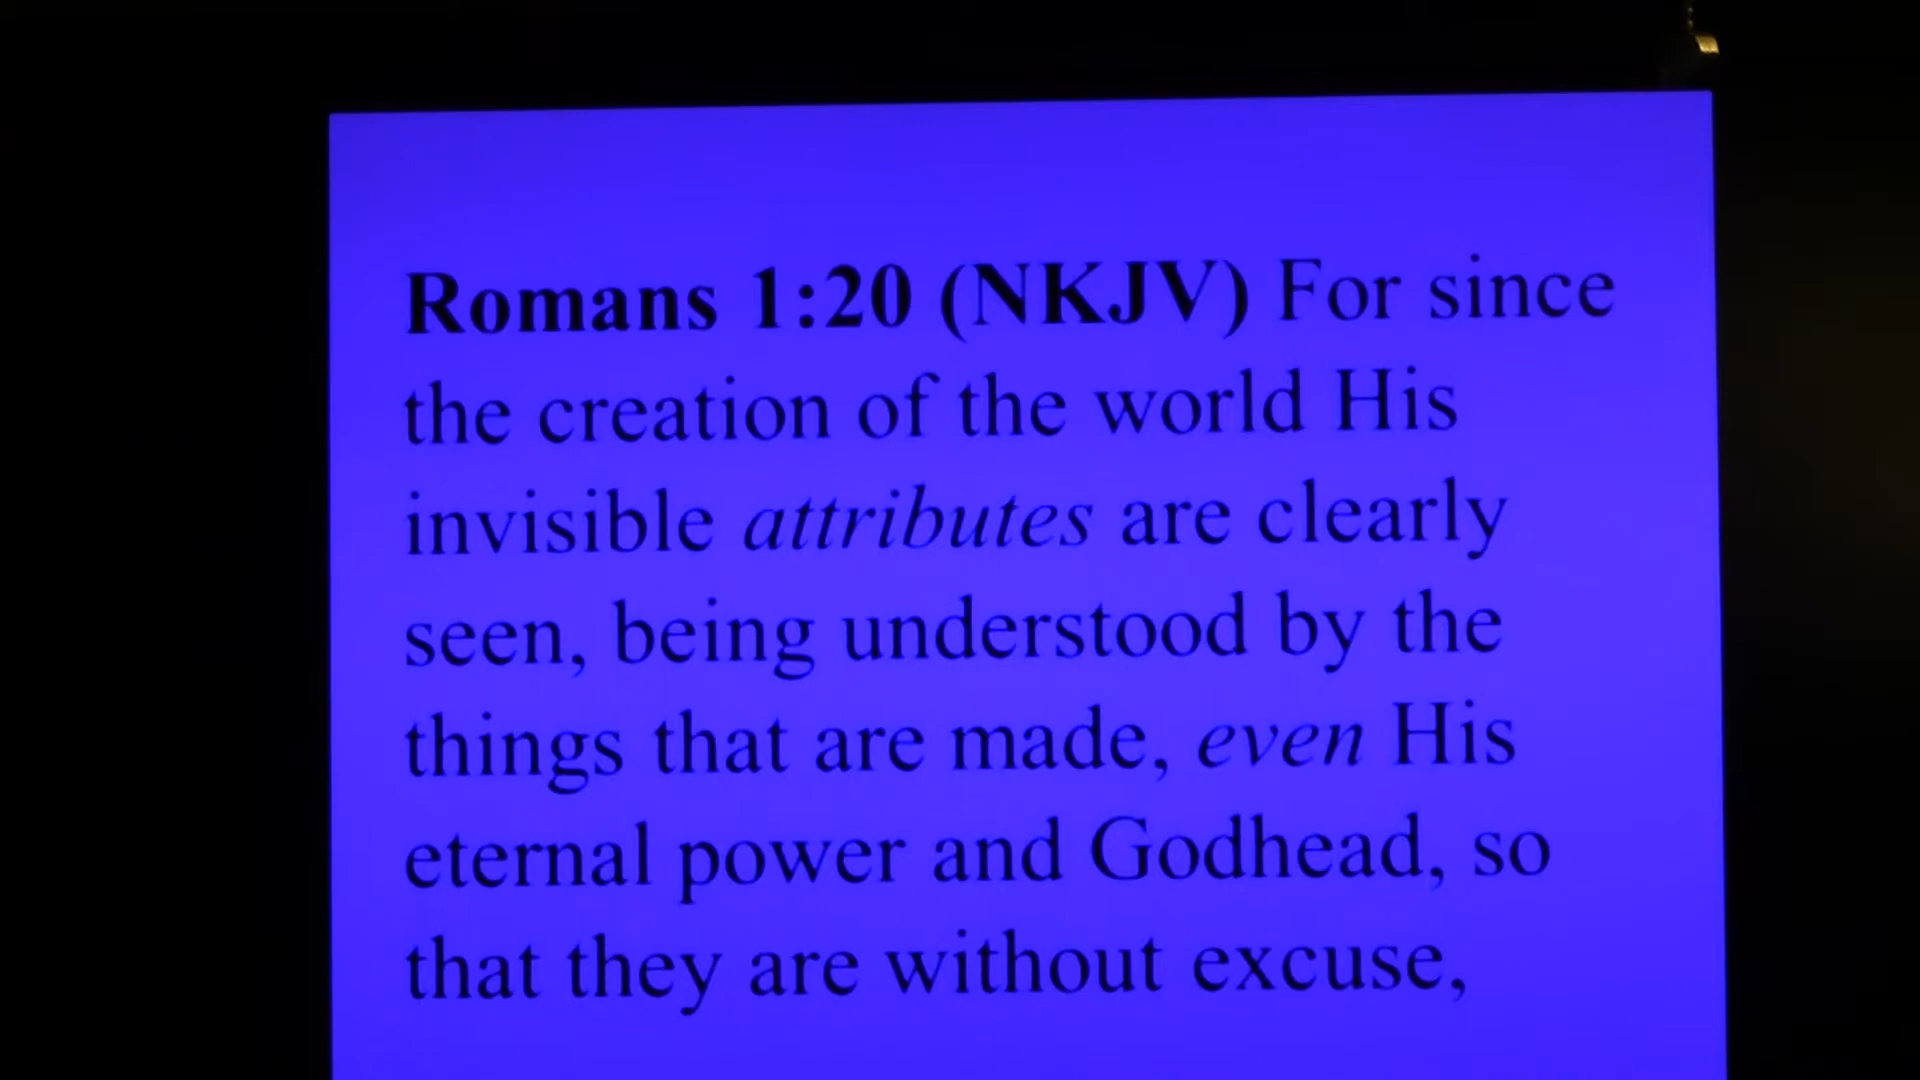 Romans 1:20 (NKJV) For since
the creation of the world His
invisible attributes are clearly
seen, being understood by the
things that are made, even His
eternal power and Godhead, so
that they are without excuse,